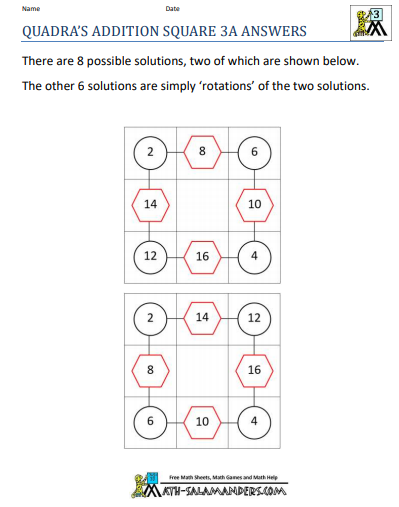 Name Date
QUADRA'S ADDITION SQUARE 3A ANSWERS
3
There are 8 possible solutions, two of which are shown below.
The other 6 solutions are simply 'rotations' of the two solutions.
2 8 6
14 10
12 16 4
2 14 12
8 16
6 10 4
Free Math Sheets, Math Games and Math Help
MATH-SALAMANDERS.COM